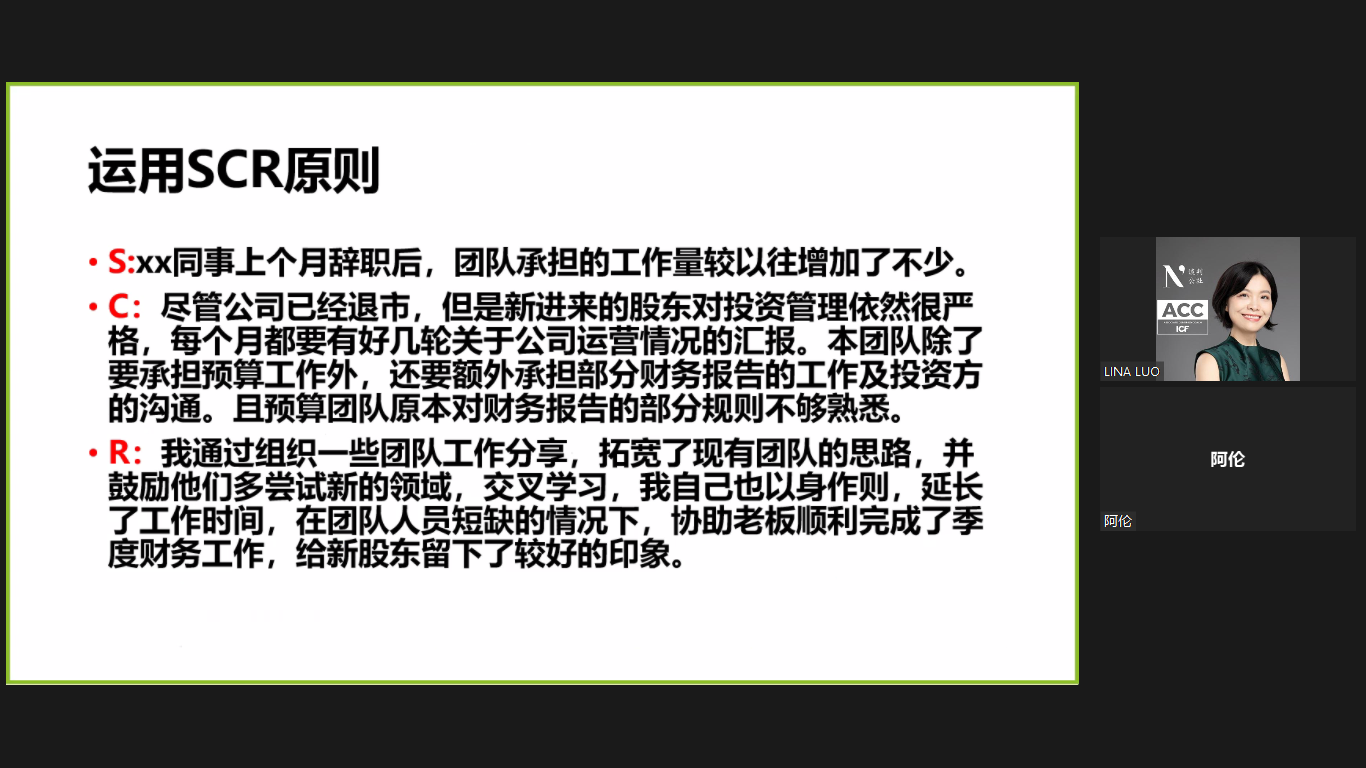 运用SCR原则
• S:xx同事上个月辞职后，团队承担的工作量较以往增加了不少。
• C：尽管公司已经退市，但是新进来的股东对投资管理依然很严
格，每个月都要有好几轮关于公司运营情况的汇报。本团队除了
要承担预算工作外，还要额外承担部分财务报告的工作及投资方
的沟通。且预算团队原本对财务报告的部分规则不够熟悉。
• R：我通过组织一些团队工作分享，拓宽了现有团队的思路，并
鼓励他们多尝试新的领域，交叉学习，我自己也以身作则，延长
了工作时间，在团队人员短缺的情况下，协助老板顺利完成了季
度财务工作，给新股东留下了较好的印象。
N
ACC
ICF
LINA LUO
阿伦
阿伦